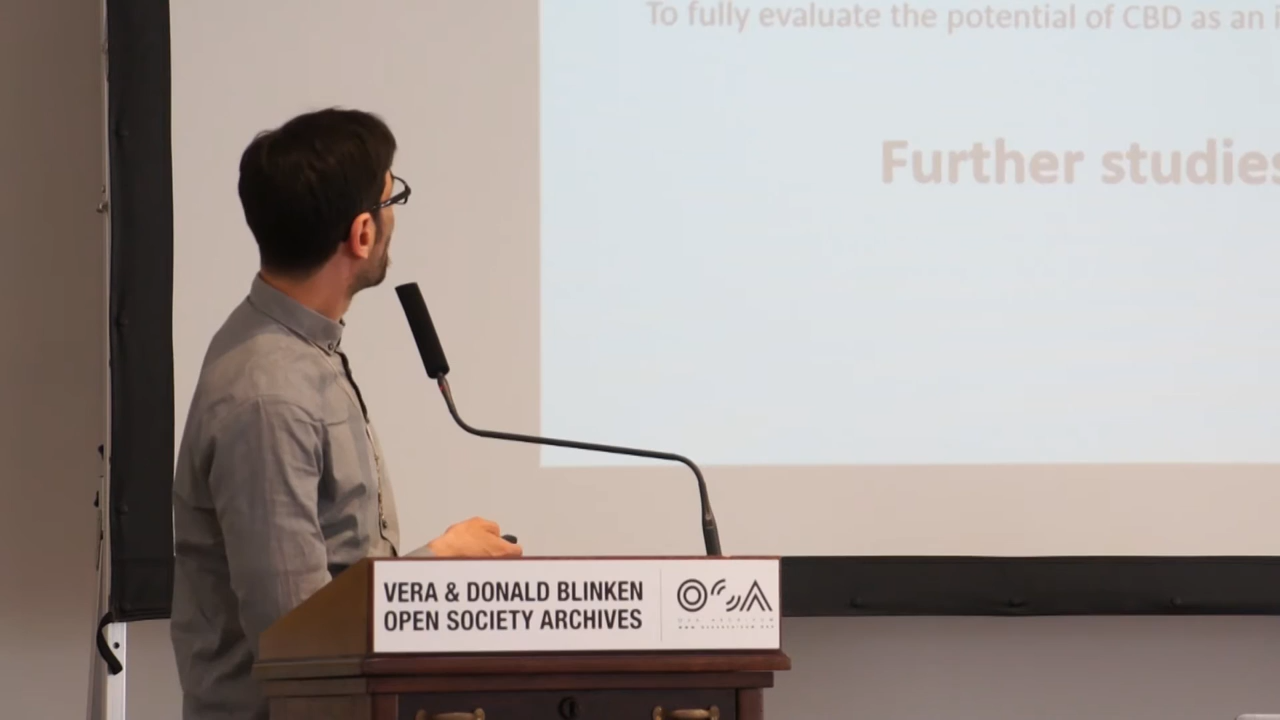 To fully evaluate the potential of CBD as an i
Further studies
VERA & DONALD BLINKEN
OPEN SOCIETY ARCHIVES